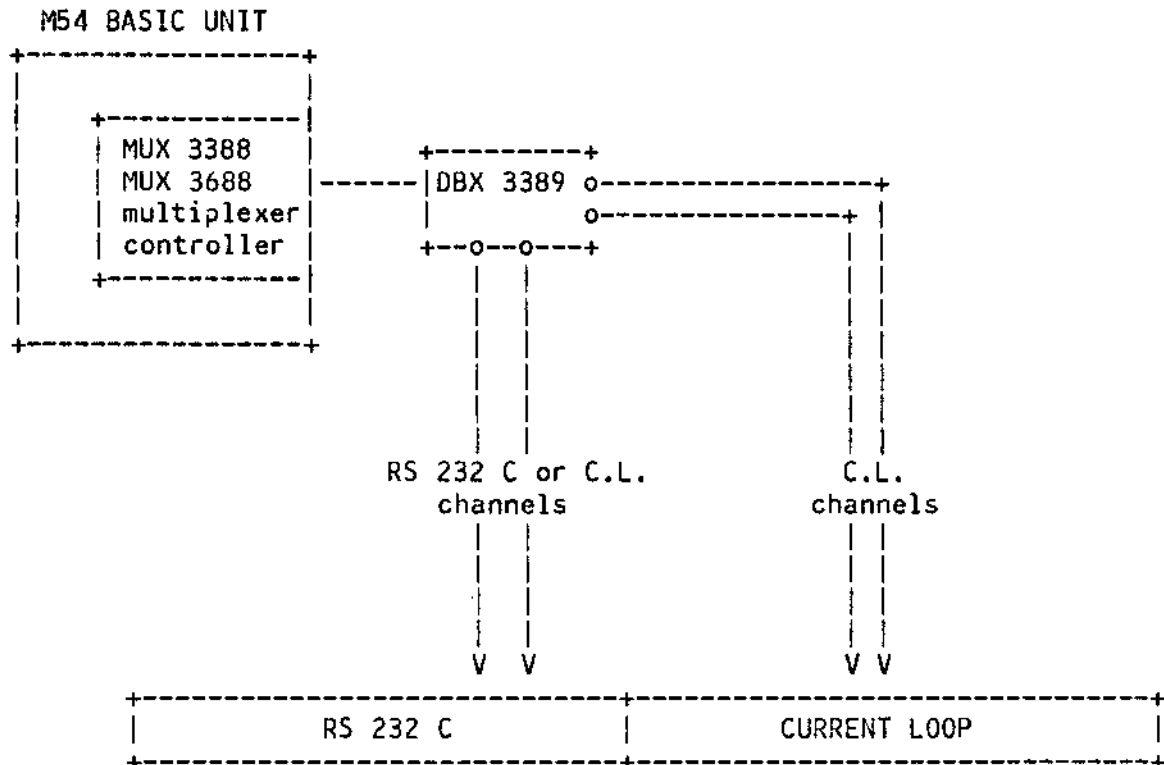 M54 BASIC UNIT
MUX 3388
MUX 3688
multiplexer
controller
DBX 3389
RS 232 C or C.L.
channels
C.L.
channels
RS 232 C
CURRENT LOOP